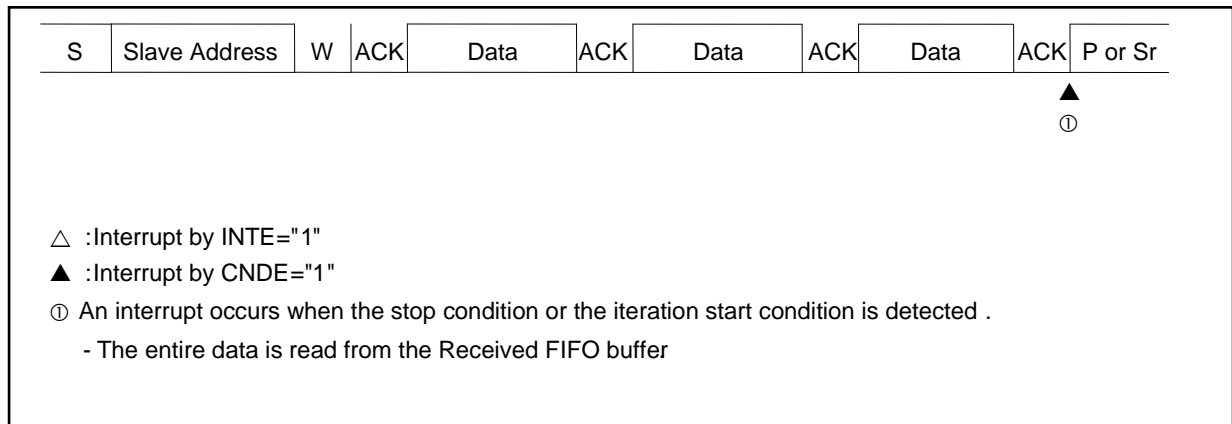 S Slave Address W ACK Data ACK Data ACK Data ACK P or Sr
▲
①
△ :Interrupt by INTE="1"
▲ :Interrupt by CNDE="1"
① An interrupt occurs when the stop condition or the iteration start condition is detected .
- The entire data is read from the Received FIFO buffer